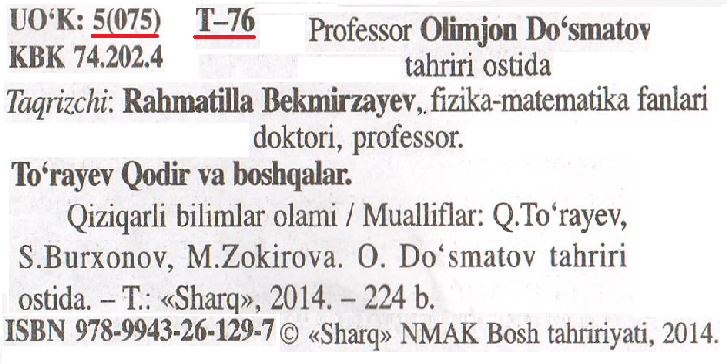 UO‘K: 5(075) T–76 Professor Olimjon Do‘smatov
KBK 74.202.4 tahriri ostida
Taqrizchi: Rahmatilla Bekmirzayev, fizika-matematika fanlari
doktori, professor.
To‘rayev Qodir va boshqalar.
Qiziqarli bilimlar olami / Mualliflar: Q.To‘rayev,
S.Burxonov, M.Zokirova. O. Do‘smatov tahriri
ostida. – T.: «Sharq», 2014. – 224 b.
ISBN 978-9943-26-129-7 © «Sharq» NMAK Bosh tahririyati, 2014.